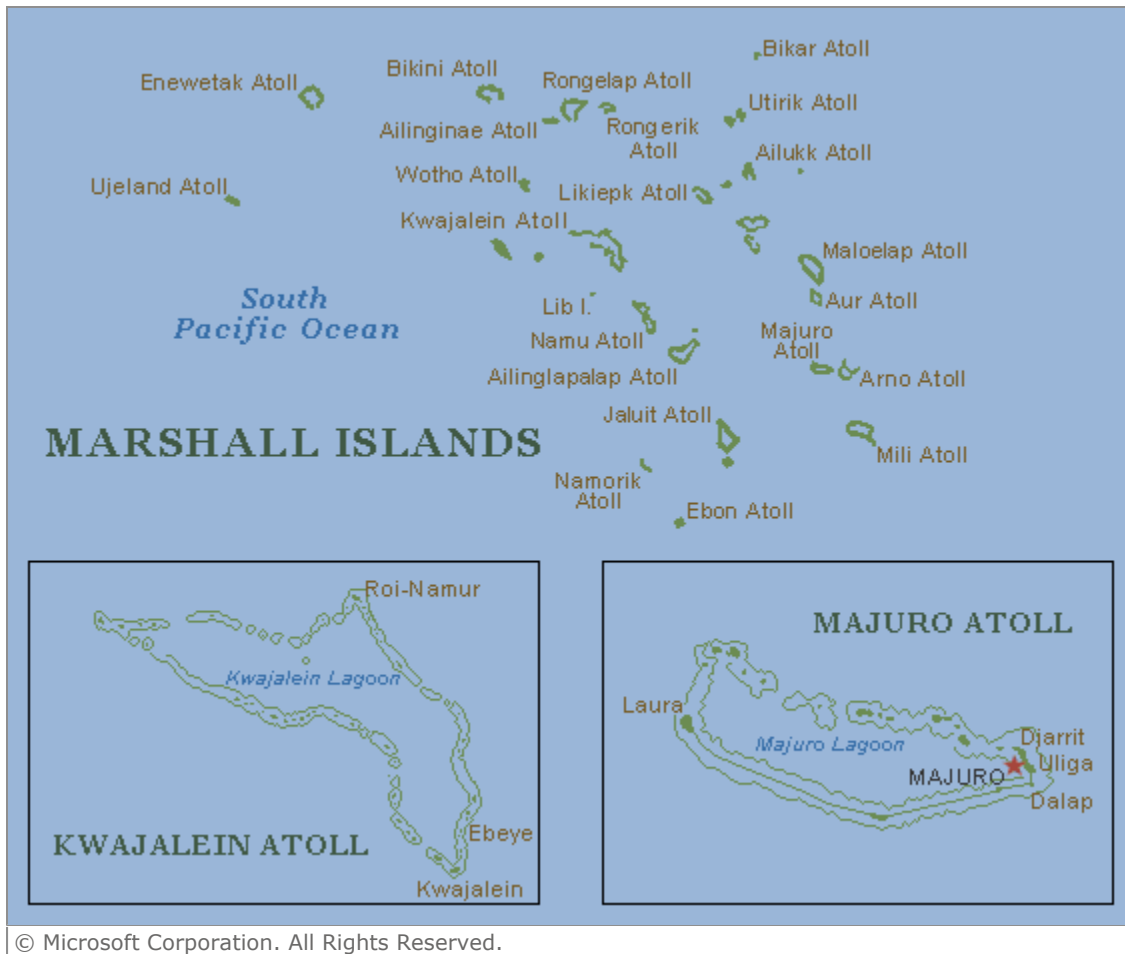 Bikar Atoll
Bikini Atoll
Enewetak Atoll
Rongelap Atoll
Utirik Atoll
Ailinginae Atoll
Rongerik
Atoll
Ailukk Atoll
Wotho Atoll
Ujeland Atoll
Likiepk Atoll
Kwajalein Atoll
Maloelap Atoll
South
Pacific Ocean
Lib I.
Aur Atoll
Namu Atoll
Majuro
Atoll
Ailinglapalap Atoll
Arno Atoll
Jaluit Atoll
MARSHALL ISLANDS
Mili Atoll
Namorik
Atoll
Ebon Atoll
Roi-Namur
Kwajalein Lagoon
Ebeye
KWAJALEIN ATOLL
Kwajalein
MAJURO ATOLL
Laura
Majuro Lagoon
Djarrit
Uliga
MAJURO
Dalap
© Microsoft Corporation. All Rights Reserved.